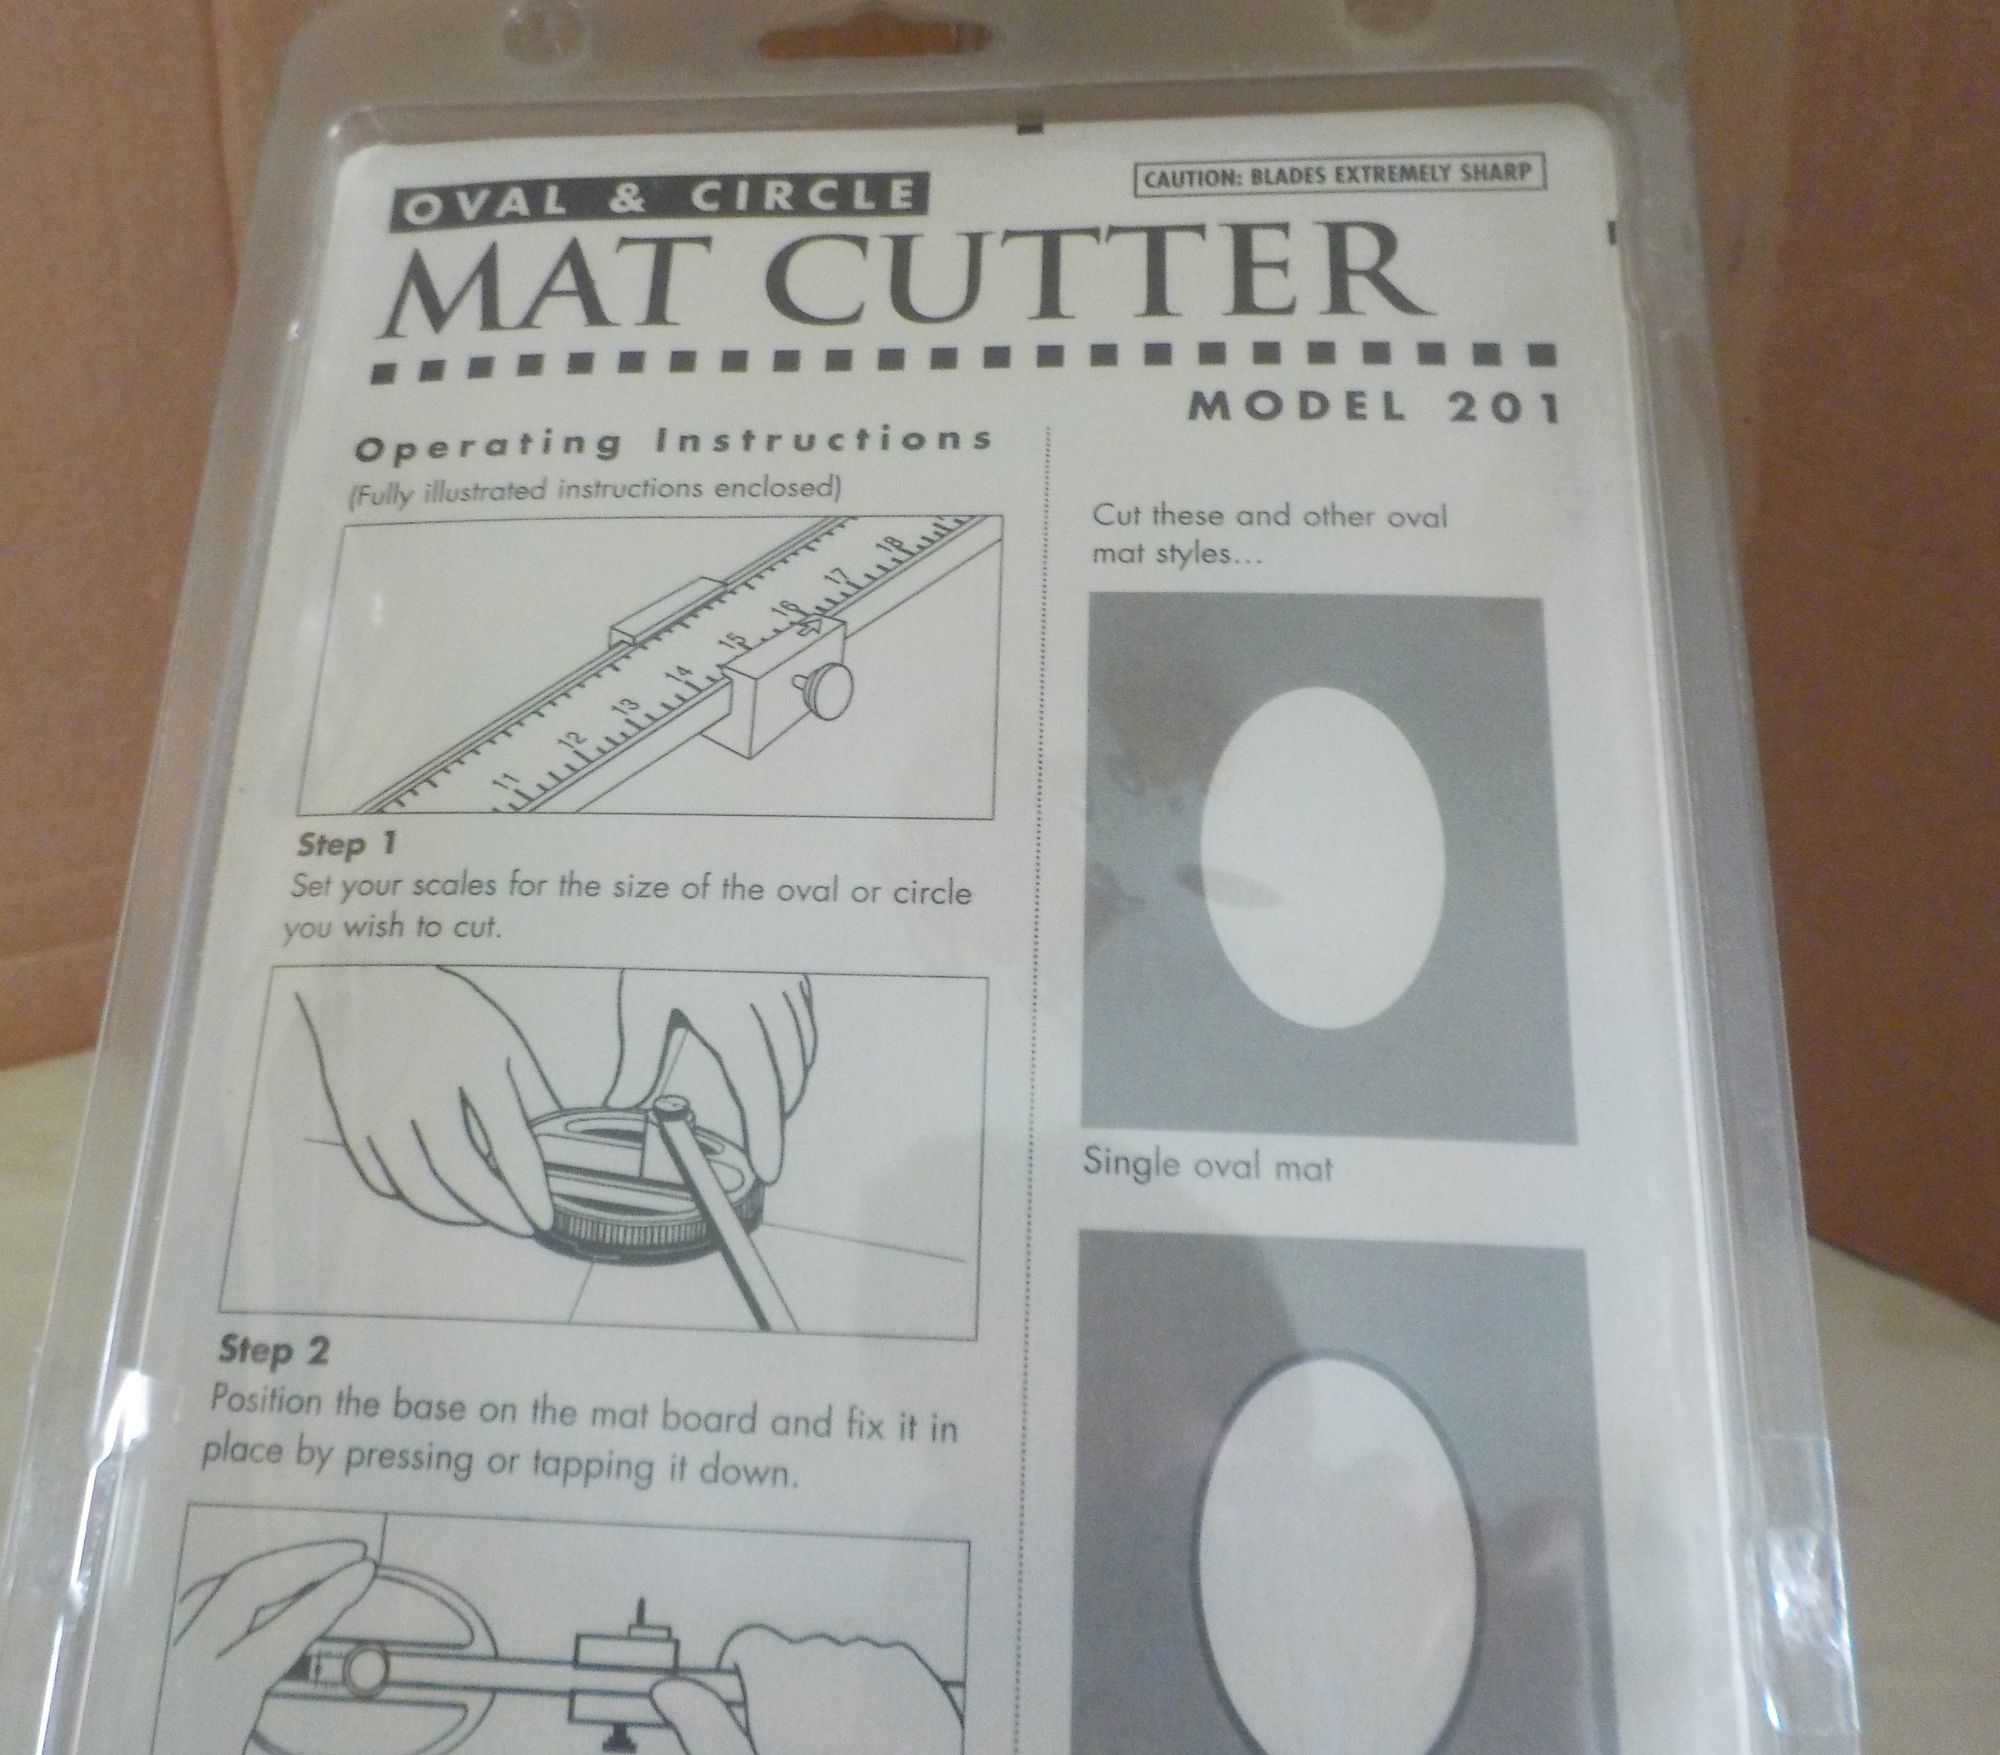 OVAL & CIRCLE
CAUTION: BLADES EXTREMELY SHARP
MAT CUTTER
MODEL 201
Operating Instructions
(Fully illustrated instructions enclosed)
11 12 13 14 15 16 17 18
Step 1
Set your scales for the size of the oval or circle
you wish to cut.
Step 2
Position the base on the mat board and fix it in
place by pressing or tapping it down.
Cut these and other oval
mat styles...
Single oval mat